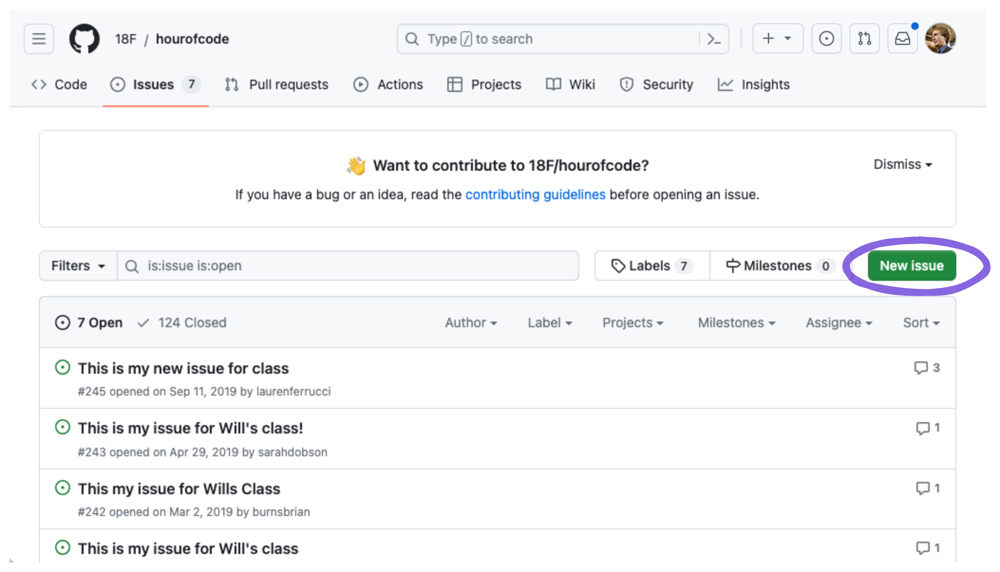 18F / hourofcode
Type / to search
Code Issues 7 Pull requests Actions Projects Wiki Security Insights
👋 Want to contribute to 18F/hourofcode?
Dismiss
If you have a bug or an idea, read the contributing guidelines before opening an issue.
Filters is:issue is:open Labels 7 Milestones 0 New issue
7 Open 124 Closed Author Label Projects Milestones Assignee Sort
This is my new issue for class 3
#245 opened on Sep 11, 2019 by laurenferrucci
This is my issue for Will's class! 1
#243 opened on Apr 29, 2019 by sarahdobson
This my issue for Wills Class 1
#242 opened on Mar 2, 2019 by burnsbrian
This is my issue for Will's class 1